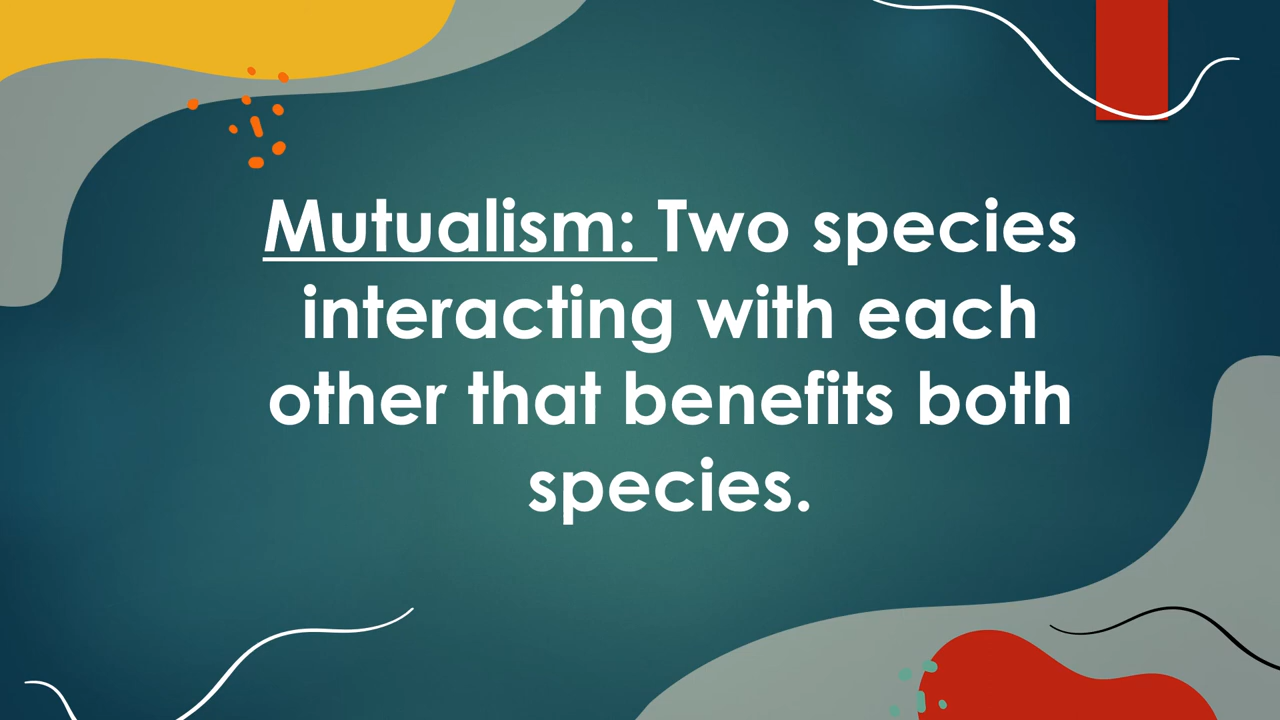 Mutualism: Two species
interacting with each
other that benefits both
species.